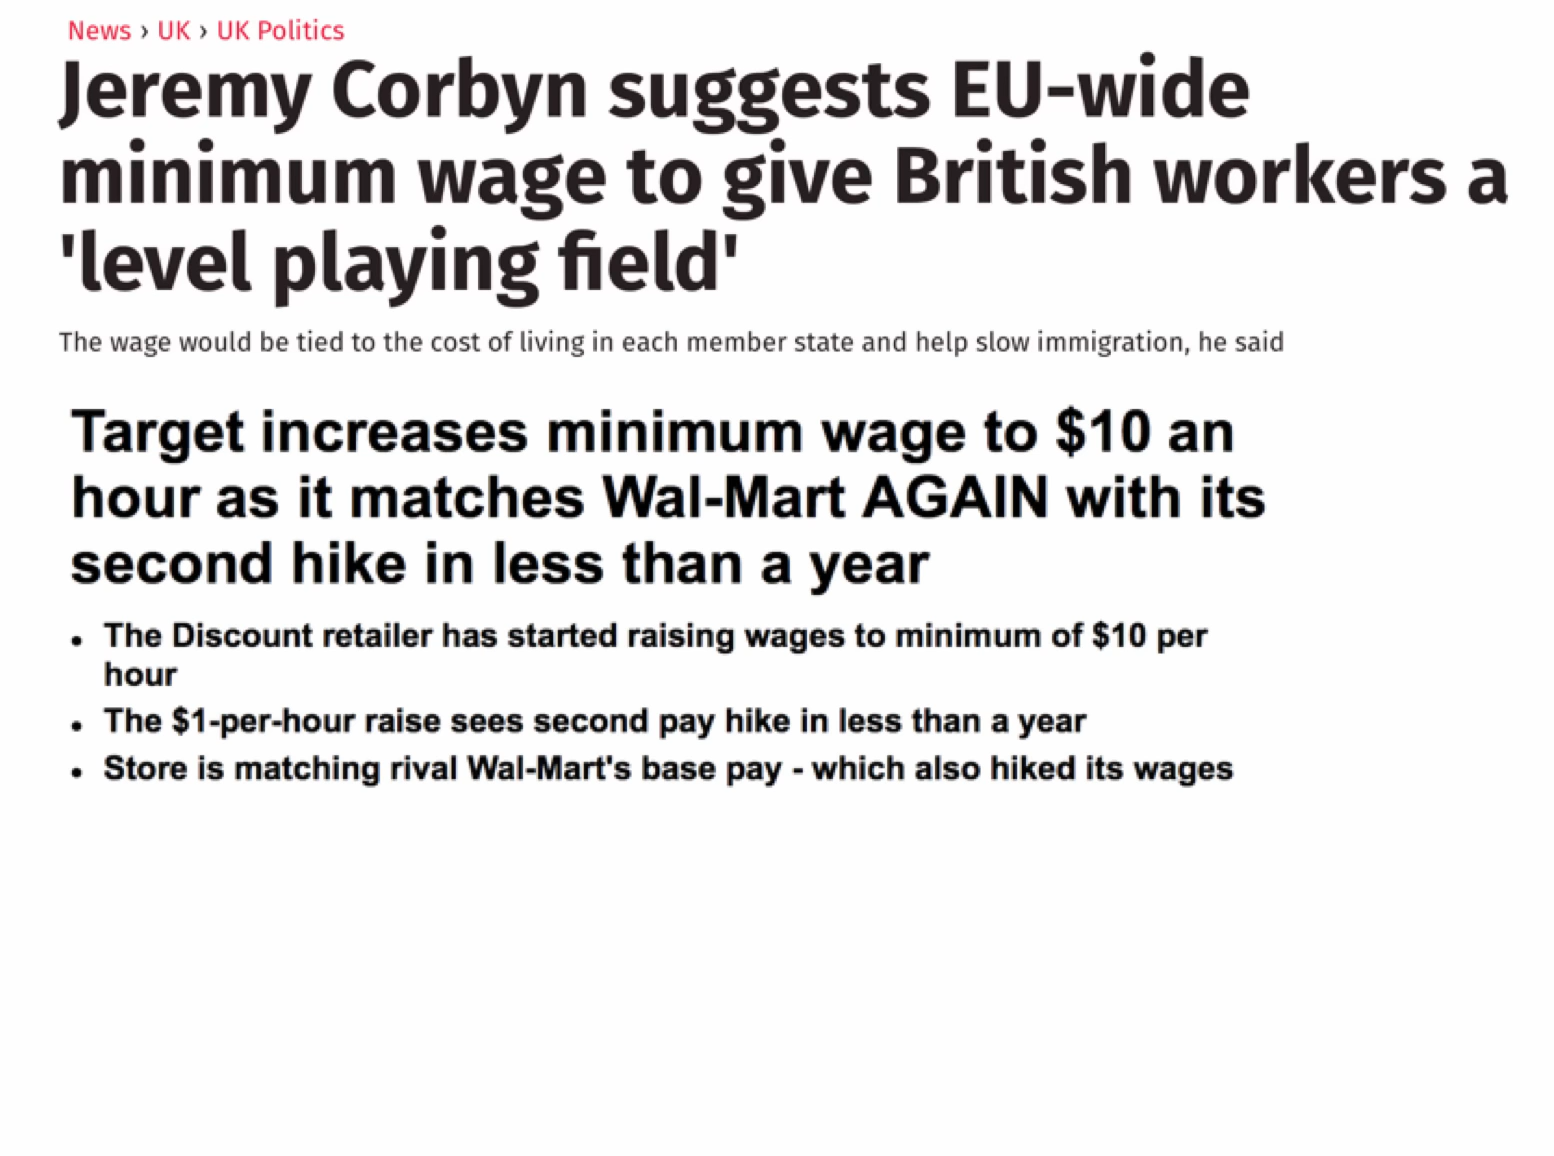 News › UK › UK Politics
Jeremy Corbyn suggests EU-wide
minimum wage to give British workers a
'level playing field'
The wage would be tied to the cost of living in each member state and help slow immigration, he said
Target increases minimum wage to $10 an
hour as it matches Wal-Mart AGAIN with its
second hike in less than a year
• The Discount retailer has started raising wages to minimum of $10 per
hour
• The $1-per-hour raise sees second pay hike in less than a year
• Store is matching rival Wal-Mart's base pay - which also hiked its wages